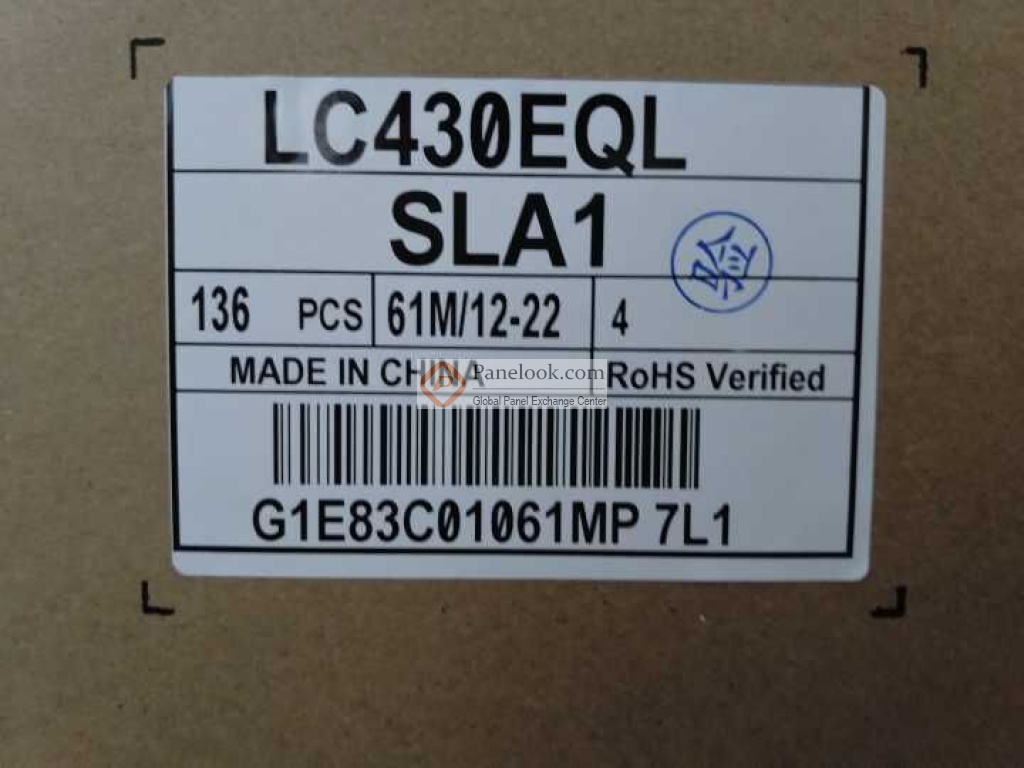 LC430EQL
SLA1
验
136 PCS 61M/12-22 4
MADE IN CHINA RoHS Verified
Panelook.com
Global Panel Exchange Center
G1E83C01061MP 7L1